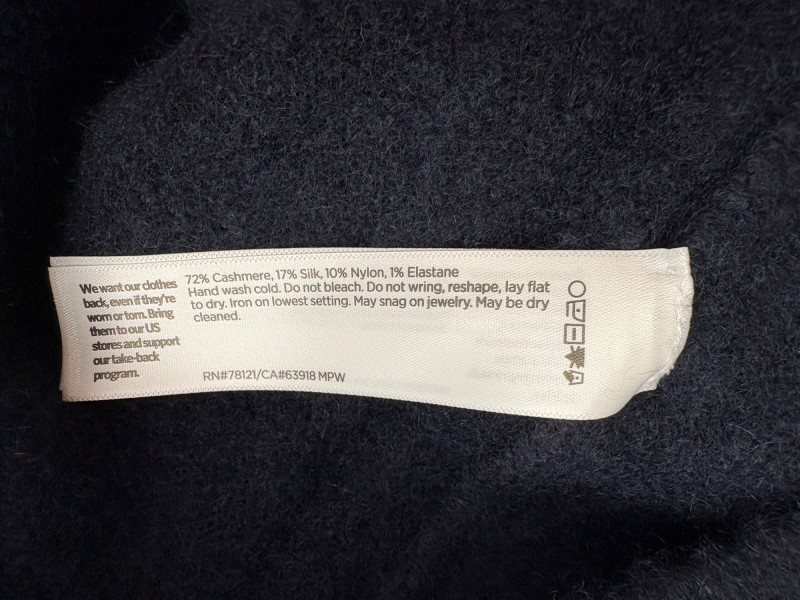 We want our clothes
back, even if they're
worn or torn. Bring
them to our US
stores and support
our take-back
program.
72% Cashmere, 17% Silk, 10% Nylon, 1% Elastane
Hand wash cold. Do not bleach. Do not wring, reshape, lay flat
to dry. Iron on lowest setting. May snag on jewelry. May be dry
cleaned.
RN#78121/CA#63918 MPW